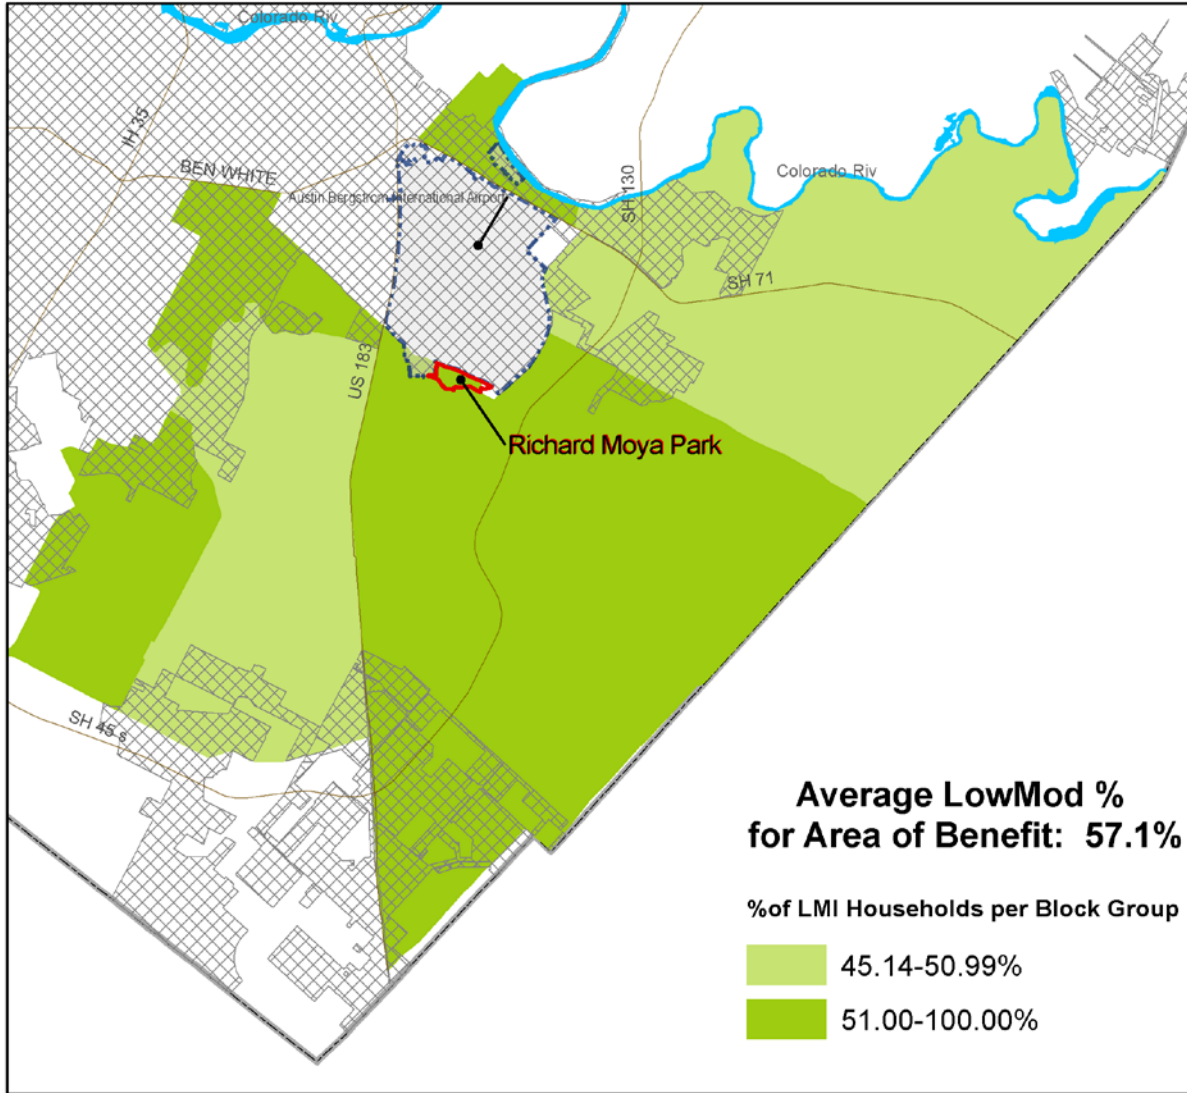 Colorado Riv
IH 35
BEN WHITE
Austin Bergstrom International Airport
SH 130
Colorado Riv
SH 71
US 183
Richard Moya Park
SH 45 s
Average LowMod %
for Area of Benefit: 57.1%
%of LMI Households per Block Group
45.14-50.99%
51.00-100.00%